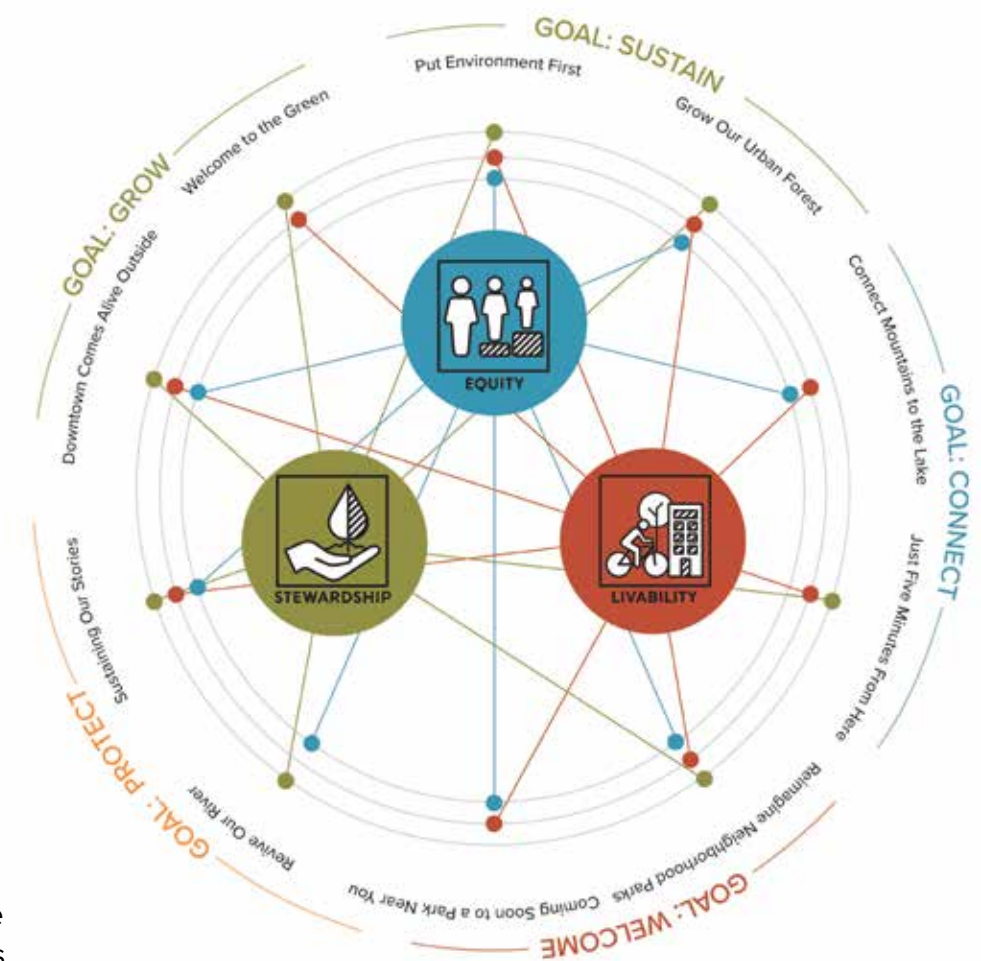 GOAL: SUSTAIN
Put Environment First
Grow Our Urban Forest
GOAL: CONNECT
Connect Mountains to the Lake
Just Five Minutes From Here
GOAL: WELCOME
Reimagine Neighborhood Parks
Coming Soon to a Park Near You
GOAL: PROTECT
Revive Our River
Sustaining Our Stories
GOAL: GROW
Downtown Comes Alive Outside
Welcome to the Green
EQUITY
STEWARDSHIP
LIVABILITY
e
s